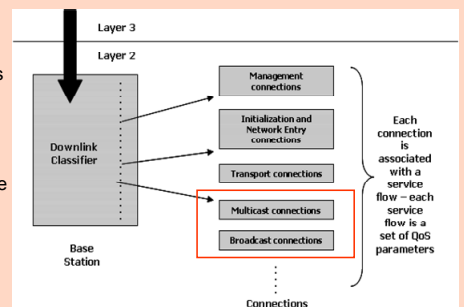 Layer 3
Layer 2
s
e
Downlink
Classifier
Base
Station
Management
connections
Initialization and
Network Entry
connections
Transport connections
Multicast connections
Broadcast connections
Connections
Each
connection
is
associated
with a
service
flow – each
service
flow is a
set of QoS
parameters